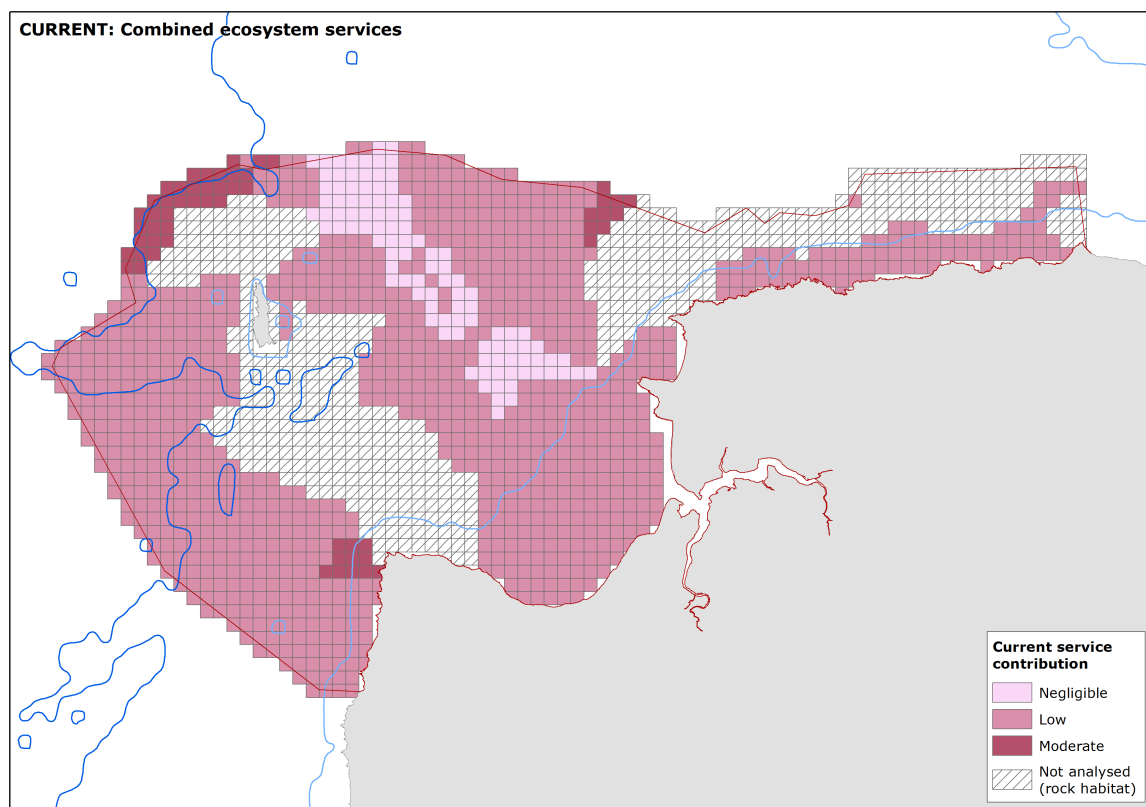 CURRENT: Combined ecosystem services
Current service
contribution
Negligible
Low
Moderate
Not analysed
(rock habitat)